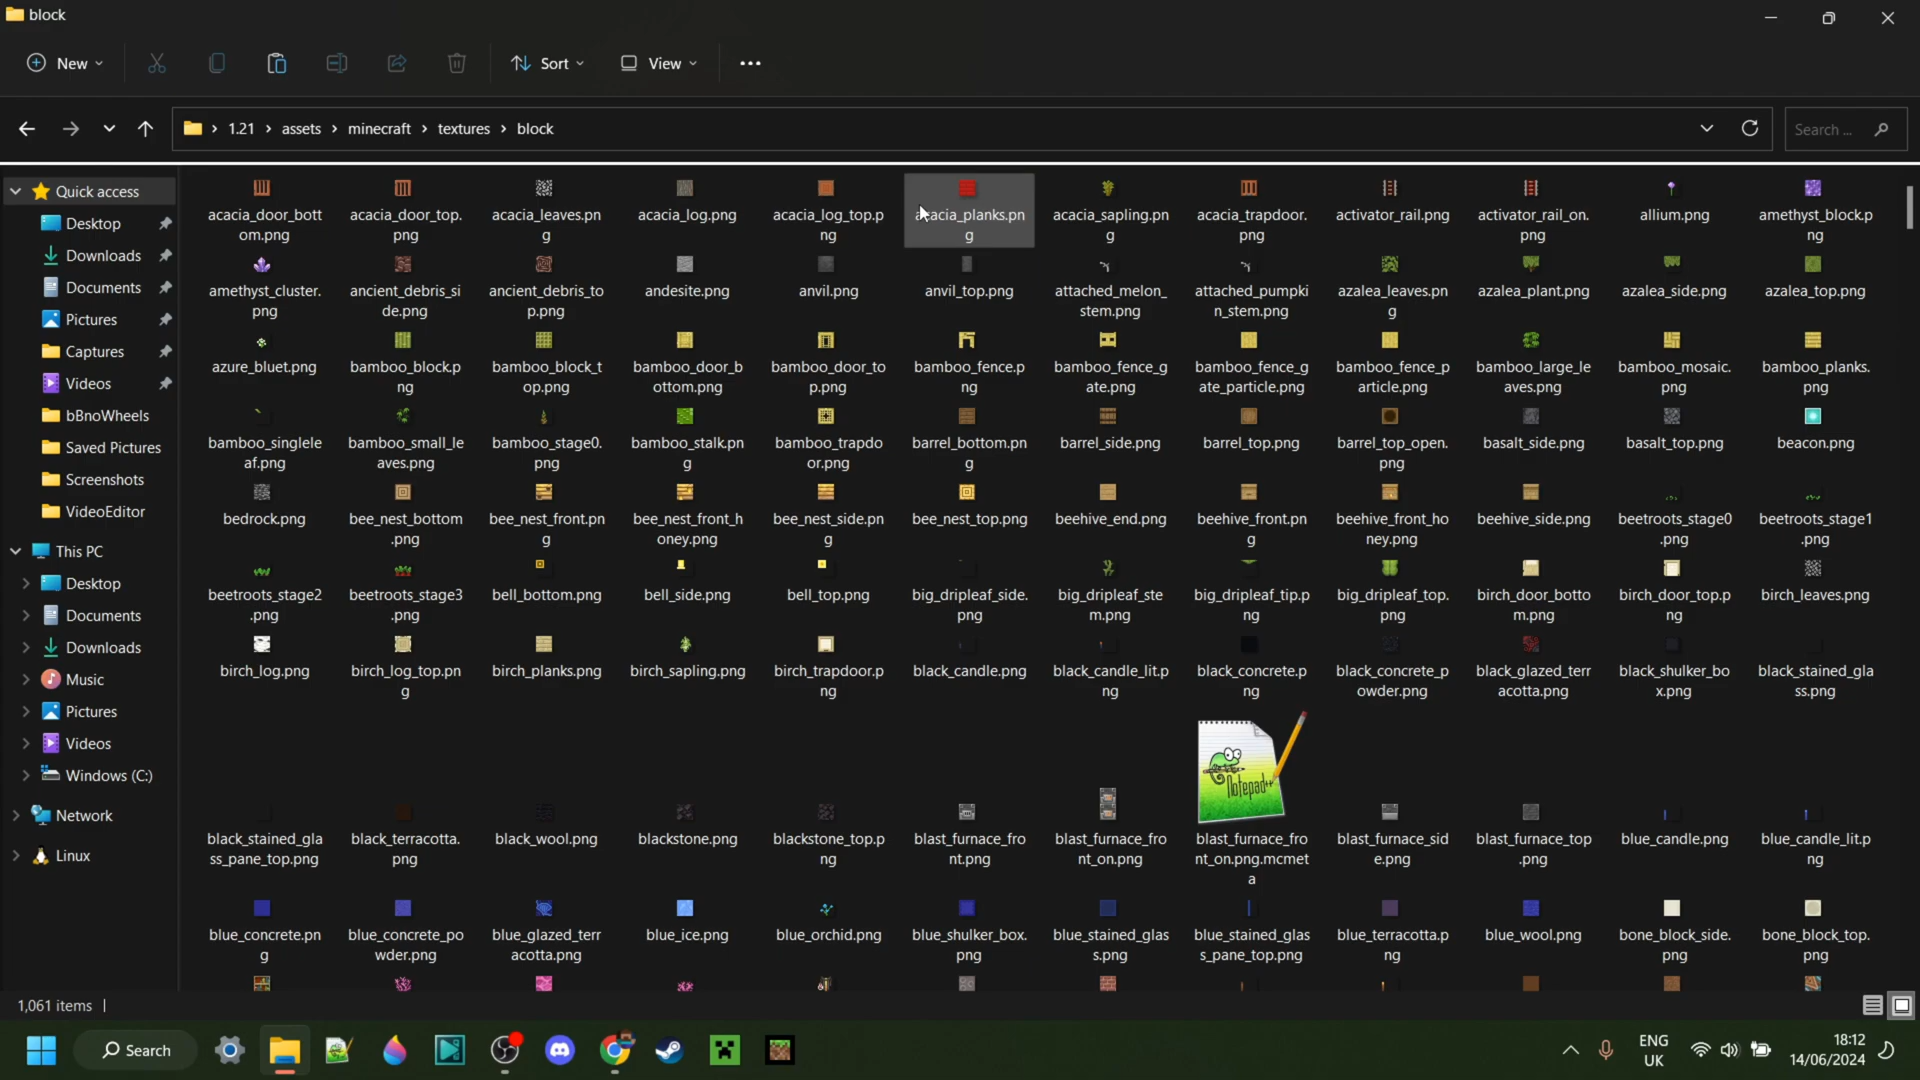 block
New
Sort
View
1.21 > assets > minecraft > textures > block
Search ...
Quick access
Desktop
Downloads
Documents
Pictures
Captures
Videos
bBnoWheels
Saved Pictures
Screenshots
VideoEditor
This PC
Desktop
Documents
Downloads
Music
Pictures
Videos
Windows (C:)
Network
Linux
acacia_door_bott
om.png
acacia_door_top.
png
acacia_leaves.pn
g
acacia_log.png
acacia_log_top.p
ng
acacia_planks.pn
g
acacia_sapling.pn
g
acacia_trapdoor.
png
activator_rail.png
activator_rail_on.
png
allium.png
amethyst_block.p
ng
amethyst_cluster.
png
ancient_debris_si
de.png
ancient_debris_to
p.png
andesite.png
anvil.png
anvil_top.png
attached_melon_
stem.png
attached_pumpki
n_stem.png
azalea_leaves.pn
g
azalea_plant.png
azalea_side.png
azalea_top.png
azure_bluet.png
bamboo_block.p
ng
bamboo_block_t
op.png
bamboo_door_b
ottom.png
bamboo_door_to
p.png
bamboo_fence.p
ng
bamboo_fence_g
ate.png
bamboo_fence_g
ate_particle.png
bamboo_fence_p
article.png
bamboo_large_le
aves.png
bamboo_mosaic.
png
bamboo_planks.
png
bamboo_singlele
af.png
bamboo_small_le
aves.png
bamboo_stage0.
png
bamboo_stalk.pn
g
bamboo_trapdo
or.png
barrel_bottom.pn
g
barrel_side.png
barrel_top.png
barrel_top_open.
png
basalt_side.png
basalt_top.png
beacon.png
bedrock.png
bee_nest_bottom
.png
bee_nest_front.pn
g
bee_nest_front_h
oney.png
bee_nest_side.pn
g
bee_nest_top.png
beehive_end.png
beehive_front.pn
g
beehive_front_ho
ney.png
beehive_side.png
beetroots_stage0
.png
beetroots_stage1
.png
beetroots_stage2
.png
beetroots_stage3
.png
bell_bottom.png
bell_side.png
bell_top.png
big_dripleaf_side.
png
big_dripleaf_ste
m.png
big_dripleaf_tip.p
ng
big_dripleaf_top.
png
birch_door_botto
m.png
birch_door_top.p
ng
birch_leaves.png
birch_log.png
birch_log_top.pn
g
birch_planks.png
birch_sapling.png
birch_trapdoor.p
ng
black_candle.png
black_candle_lit.p
ng
black_concrete.p
ng
black_concrete_p
owder.png
black_glazed_terr
acotta.png
black_shulker_bo
x.png
black_stained_gla
ss.png
Notepad++
black_stained_gla
ss_pane_top.png
black_terracotta.
png
black_wool.png
blackstone.png
blackstone_top.p
ng
blast_furnace_fro
nt.png
blast_furnace_fro
nt_on.png
blast_furnace_fro
nt_on.png.mcmet
a
blast_furnace_sid
e.png
blast_furnace_top
.png
blue_candle.png
blue_candle_lit.p
ng
blue_concrete.pn
g
blue_concrete_po
wder.png
blue_glazed_terr
acotta.png
blue_ice.png
blue_orchid.png
blue_shulker_box.
png
blue_stained_glas
s.png
blue_stained_glas
s_pane_top.png
blue_terracotta.p
ng
blue_wool.png
bone_block_side.
png
bone_block_top.
png
1,061 items
Search
ENG
UK
18:12
14/06/2024